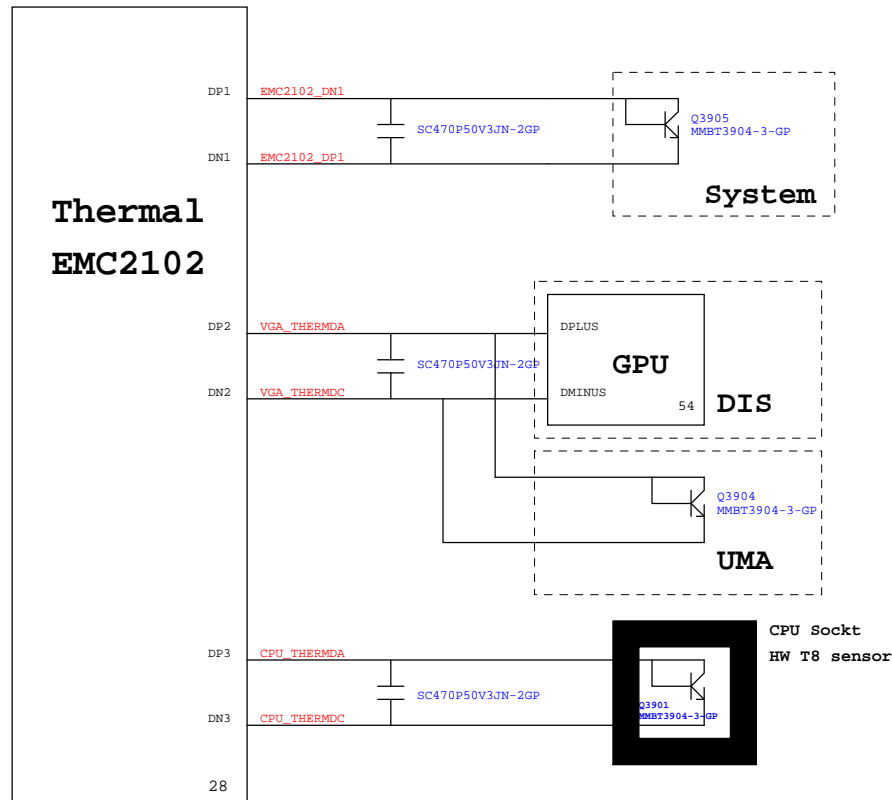 DP1
EMC2102_DN1
SC470P50V3JN-2GP
Q3905
MMBT3904-3-GP
DN1
EMC2102_DP1
System
Thermal
EMC2102
DP2
VGA_THERMDA
DPLUS
SC470P50V3JN-2GP
GPU
DN2
VGA_THERMDC
DMINUS
54
DIS
Q3904
MMBT3904-3-GP
UMA
CPU Sockt
HW T8 sensor
DP3
CPU_THERMDA
SC470P50V3JN-2GP
Q3901
MMBT3904-3-GP
DN3
CPU_THERMDC
28